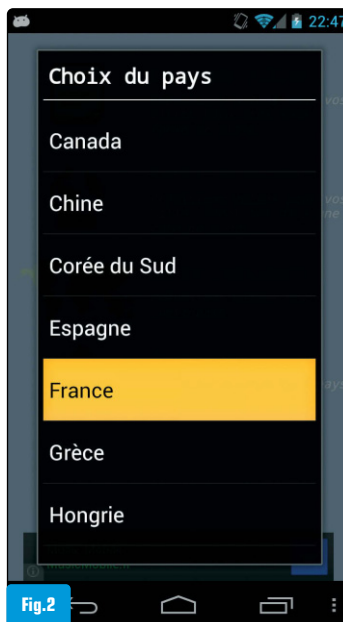 22:47
Choix du pays
Canada
Chine
Corée du Sud
Espagne
France
Grèce
Hongrie
Fig.2